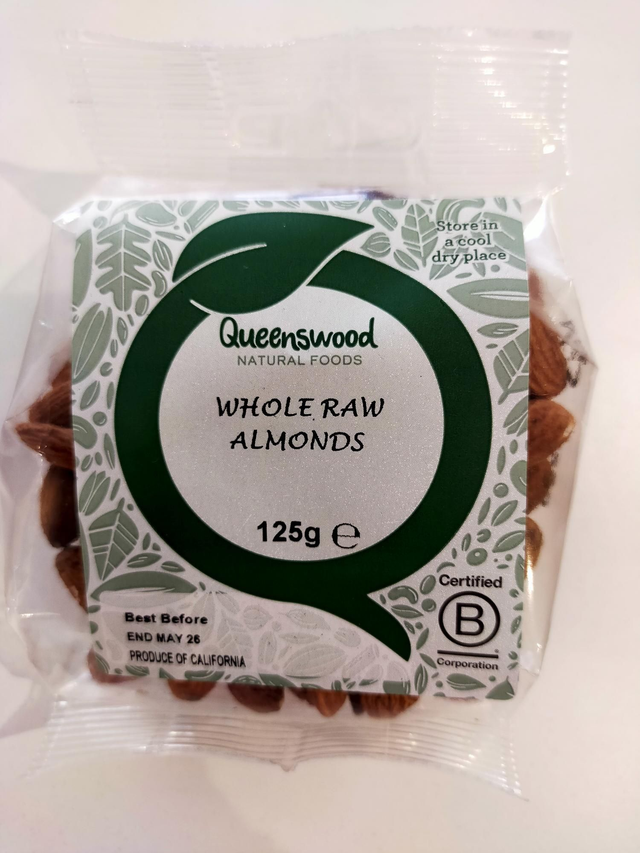 Store in
a cool
dry place
Queenswood
NATURAL FOODS
WHOLE RAW
ALMONDS
125g ℮
Certified
B
Corporation
Best Before
END MAY 26
PRODUCE OF CALIFORNIA